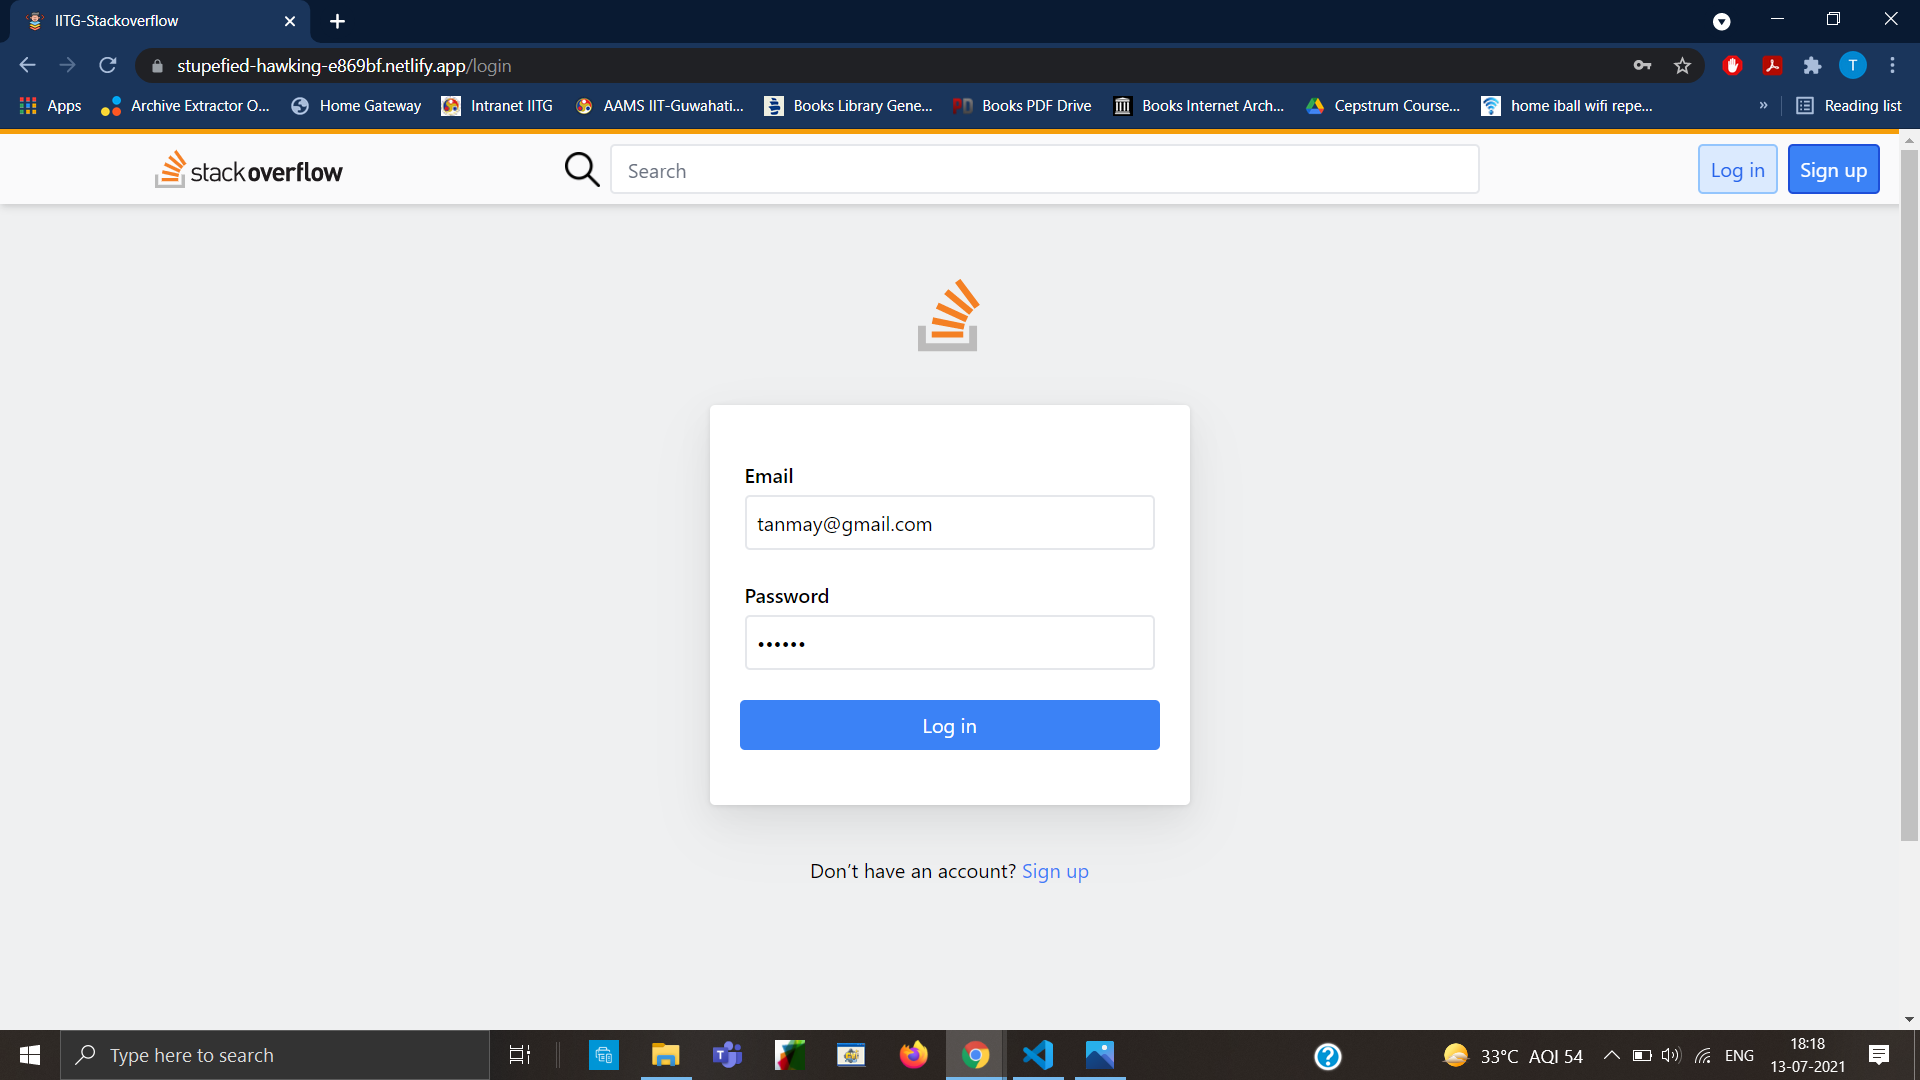 IITG-Stackoverflow
stupefied-hawking-e869bf.netlify.app/login
T
Apps
Archive Extractor O...
Home Gateway
Intranet IITG
AAMS IIT-Guwahati...
Books Library Gene...
Books PDF Drive
Books Internet Arch...
Cepstrum Course...
home iball wifi repe...
»
Reading list
stackoverflow
Search
Log in
Sign up
Email
tanmay@gmail.com
Password
••••••
Log in
Don't have an account? Sign up
Type here to search
33°C AQI 54
ENG
18:18
13-07-2021